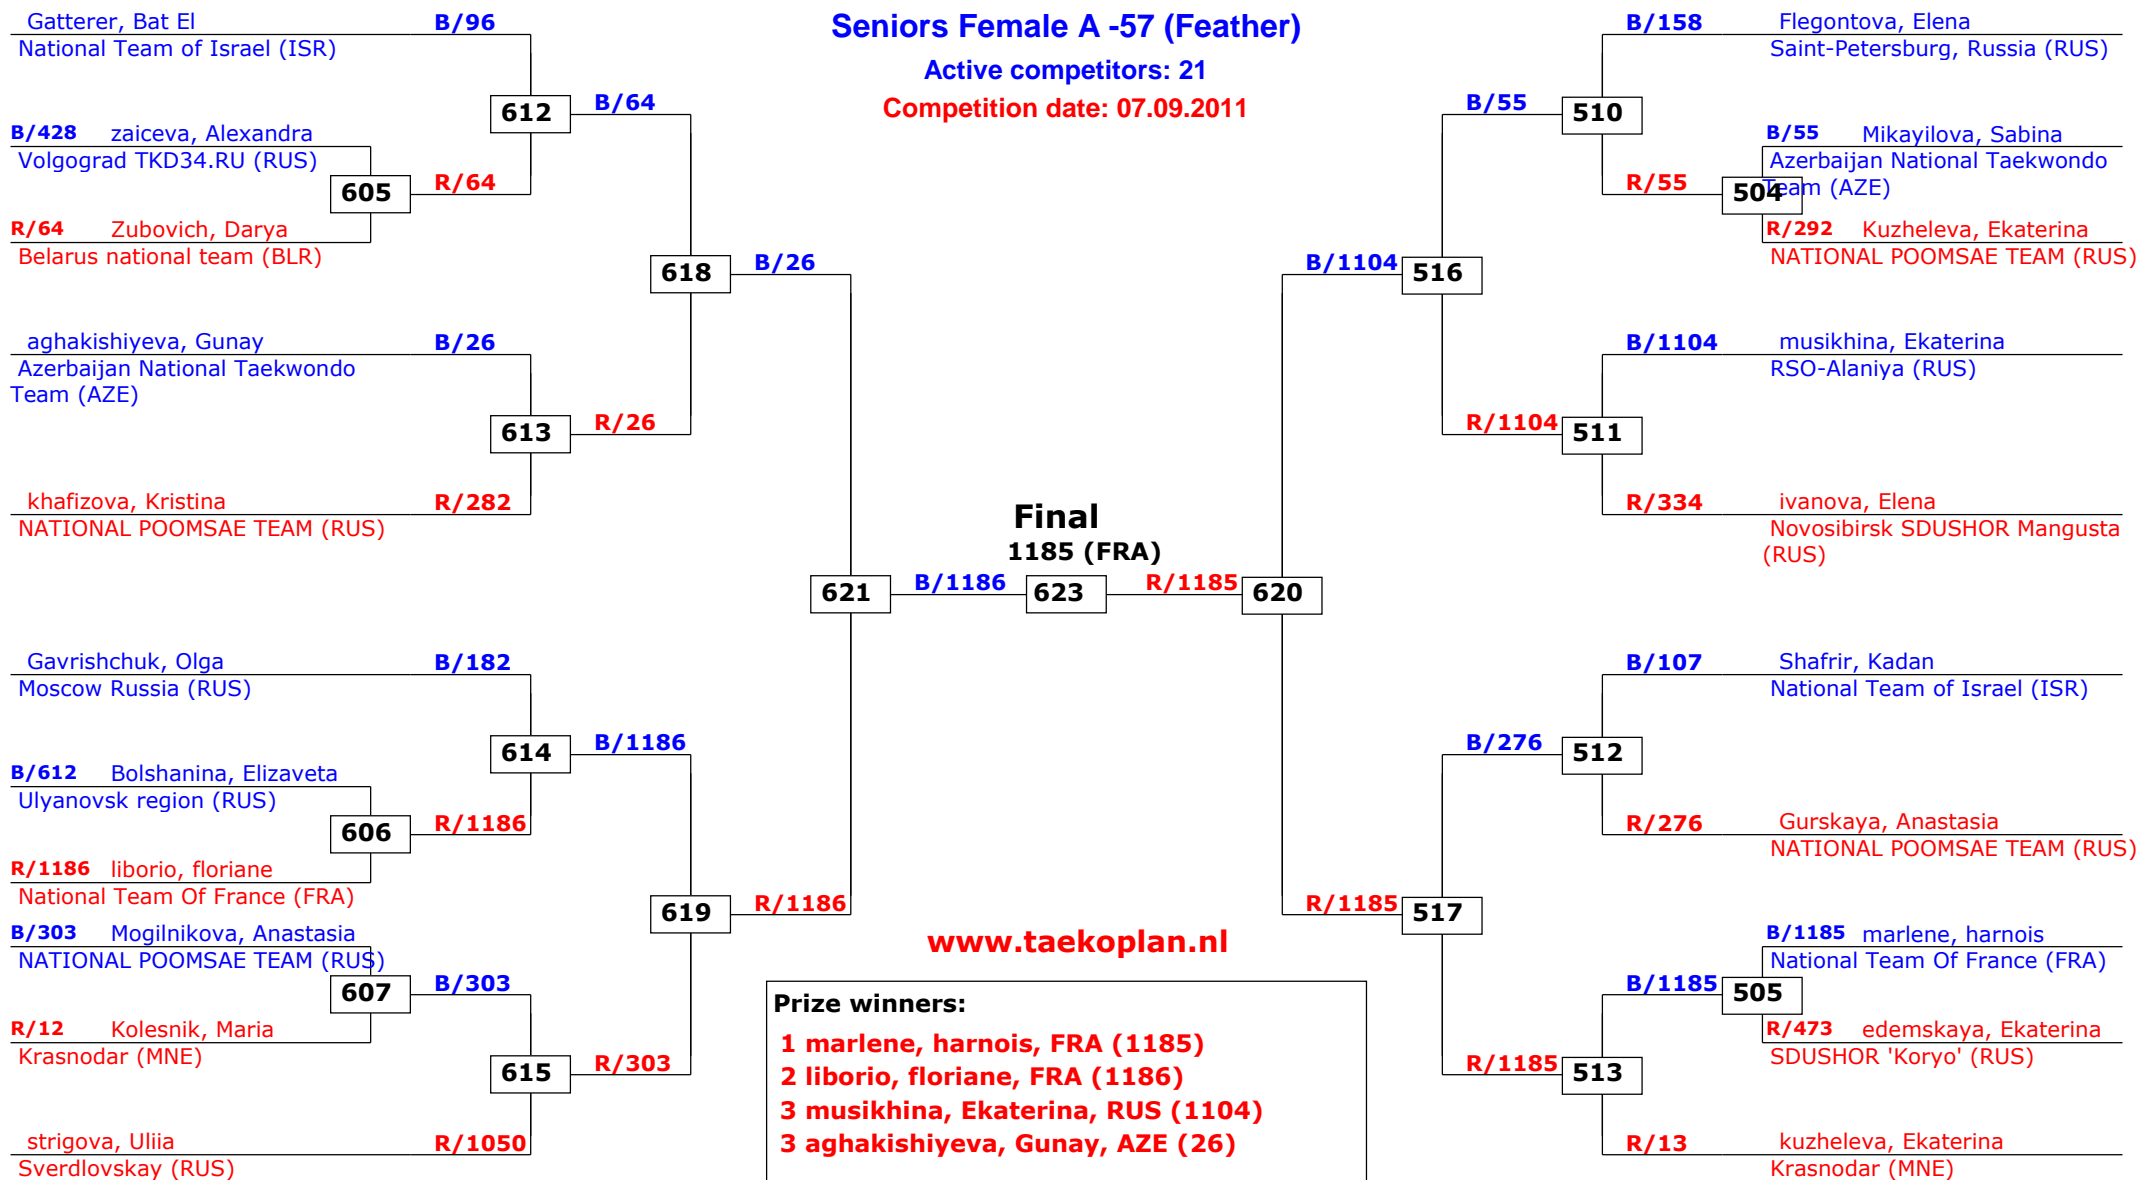 Seniors Female A -57 (Feather)
Active competitors: 21
Competition date: 07.09.2011
Gatterer, Bat El
B/96
National Team of Israel (ISR)
612
B/64
B/428 zaiceva, Alexandra
Volgograd TKD34.RU (RUS)
605
R/64
R/64 Zubovich, Darya
Belarus national team (BLR)
618
B/26
aghakishiyeva, Gunay
B/26
Azerbaijan National Taekwondo
Team (AZE)
613
R/26
khafizova, Kristina
R/282
NATIONAL POOMSAE TEAM (RUS)
621
B/1186
Gavrishchuk, Olga
B/182
Moscow Russia (RUS)
614
B/1186
B/612 Bolshanina, Elizaveta
Ulyanovsk region (RUS)
606
R/1186
R/1186 liborio, floriane
National Team Of France (FRA)
619
R/1186
B/303 Mogilnikova, Anastasia
NATIONAL POOMSAE TEAM (RUS)
607
B/303
R/12 Kolesnik, Maria
Krasnodar (MNE)
615
R/303
strigova, Uliia
R/1050
Sverdlovskay (RUS)
Final
1185 (FRA)
623
R/1185
620
B/158
Flegontova, Elena
Saint-Petersburg, Russia (RUS)
B/55
510
B/55 Mikayilova, Sabina
Azerbaijan National Taekwondo
Team (AZE)
R/55
504
R/292 Kuzheleva, Ekaterina
NATIONAL POOMSAE TEAM (RUS)
B/1104
516
B/1104
musikhina, Ekaterina
RSO-Alaniya (RUS)
R/1104
511
R/334
ivanova, Elena
Novosibirsk SDUSHOR Mangusta
(RUS)
B/107
Shafrir, Kadan
National Team of Israel (ISR)
B/276
512
R/276
Gurskaya, Anastasia
NATIONAL POOMSAE TEAM (RUS)
R/1185
517
B/1185 marlene, harnois
National Team Of France (FRA)
B/1185
505
R/473 edemskaya, Ekaterina
SDUSHOR 'Koryo' (RUS)
R/1185
513
R/13
kuzheleva, Ekaterina
Krasnodar (MNE)
www.taekoplan.nl
Prize winners:
1 marlene, harnois, FRA (1185)
2 liborio, floriane, FRA (1186)
3 musikhina, Ekaterina, RUS (1104)
3 aghakishiyeva, Gunay, AZE (26)